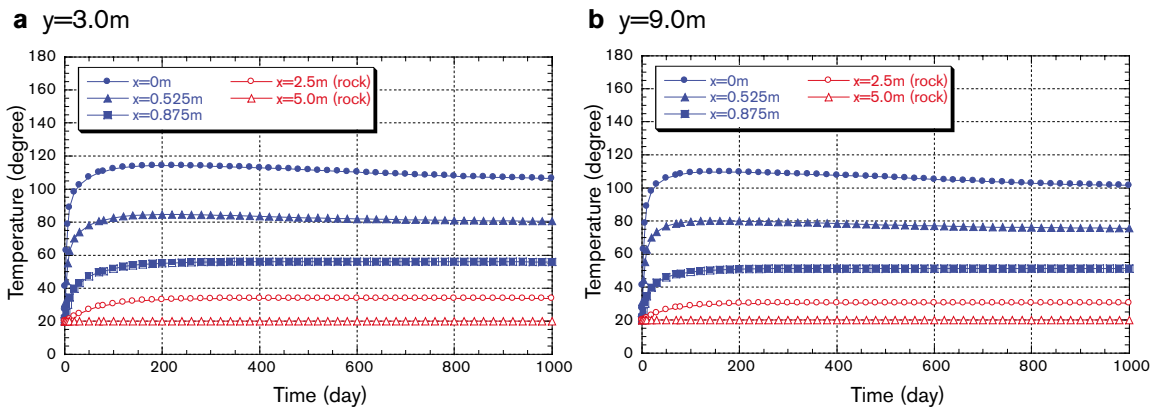 a y=3.0m
180
160
140
120
100
80
60
40
20
0
Temperature (degree)
x=0m
x=0.525m
x=0.875m
x=2.5m (rock)
x=5.0m (rock)
0 200 400 600 800 1000
Time (day)
b y=9.0m
180
160
140
120
100
80
60
40
20
0
Temperature (degree)
x=0m
x=0.525m
x=0.875m
x=2.5m (rock)
x=5.0m (rock)
0 200 400 600 800 1000
Time (day)